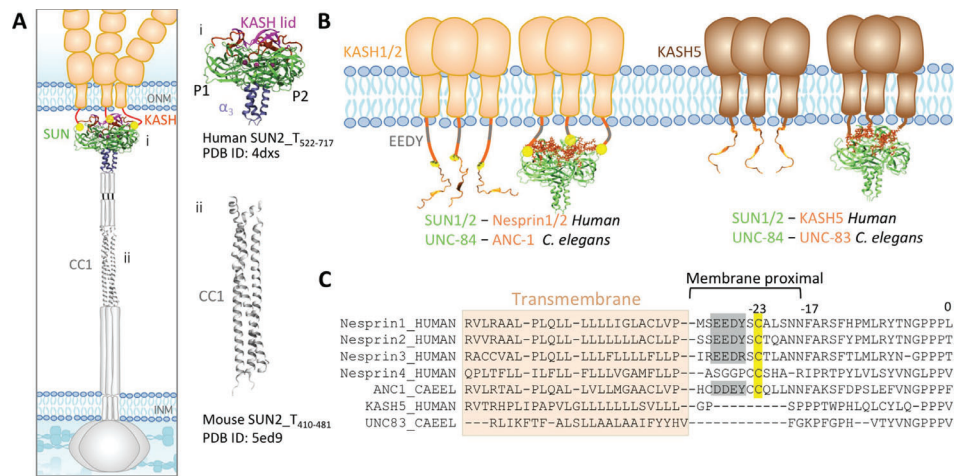 A
ONM
SUN
KASH
i
CC1
ii
INM
i
KASH lid
P1
P2
α3
Human SUN2_T522-717
PDB ID: 4dxs
ii
CC1
Mouse SUN2_T410-481
PDB ID: 5ed9
B
KASH1/2
KASH5
EEDY
SUN1/2 – Nesprin1/2 Human
UNC-84 – ANC-1 C. elegans
SUN1/2 – KASH5 Human
UNC-84 – UNC-83 C. elegans
C
Membrane proximal
Transmembrane
-23
-17
0
Nesprin1_HUMAN RVLRAAL-PLQLL-LLLLIGLACLVP--MSEEDYSCALSNNFARSFHPMLRYTNGPPPL
Nesprin2_HUMAN RVVRAAL-PLQLL-LLLLLLLACLLP--SSEEDYSCTQANNFARSFYPMLRYTNGPPPT
Nesprin3_HUMAN RACCVAL-PLQLL-LLLFLLLLFLLP--IREEDRSCTLANNFARSFTLMLRYN-GPPPT
Nesprin4_HUMAN QPLTFLL-ILFLL-FLLLVGAMFLLP---ASGGPCCSHA-RIPRTPYLVLSYVNGLPPV
ANC1_CAEEL RVLRTAL-PLQAL-LVLLMGAACLVP--HCDDEYCCQLLNNFAKSFDPSLEFVNGPPPF
KASH5_HUMAN RVTRHPLIPAPVLGLLLLLLLSVLLL--GP---------SPPPTWPHLQLCYLQ-PPPV
UNC83_CAEEL ---RLIKFTF-ALSLLAALAAIFYYHV------------FGKPFGPH--VTYVNGPPPV